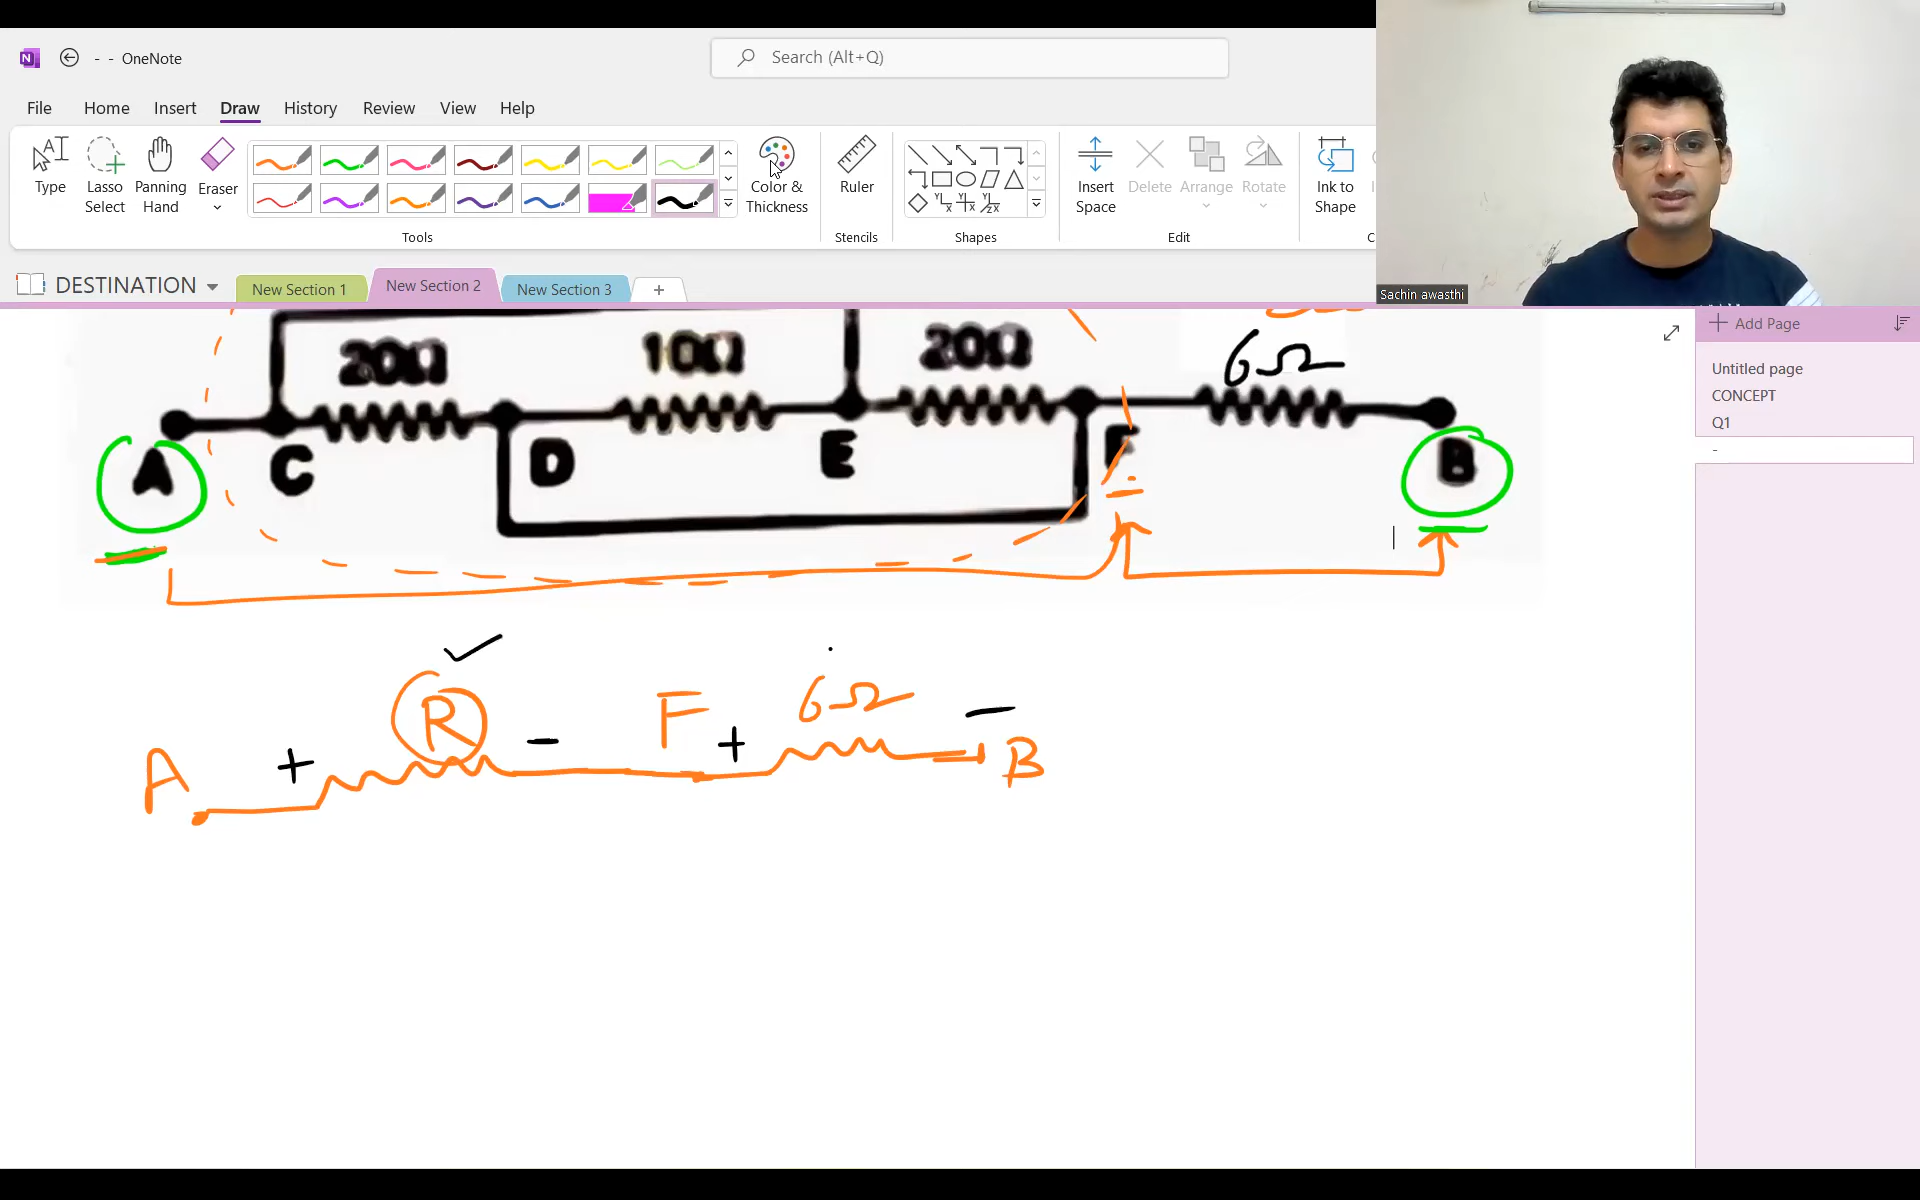 - - OneNote
Search (Alt+Q)
File Home Insert Draw History Review View Help
Type
Lasso Select
Panning Hand
Eraser
Color & Thickness
Ruler
Insert Space
Delete
Arrange
Rotate
Ink to Shape
Tools
Stencils
Shapes
Edit
Sachin awasthi
DESTINATION
New Section 1
New Section 2
New Section 3
+
Add Page
Untitled page
CONCEPT
Q1
-
20Ω 10Ω 20Ω 6Ω
A C D E F B
R F 6Ω
+ - + -
A B